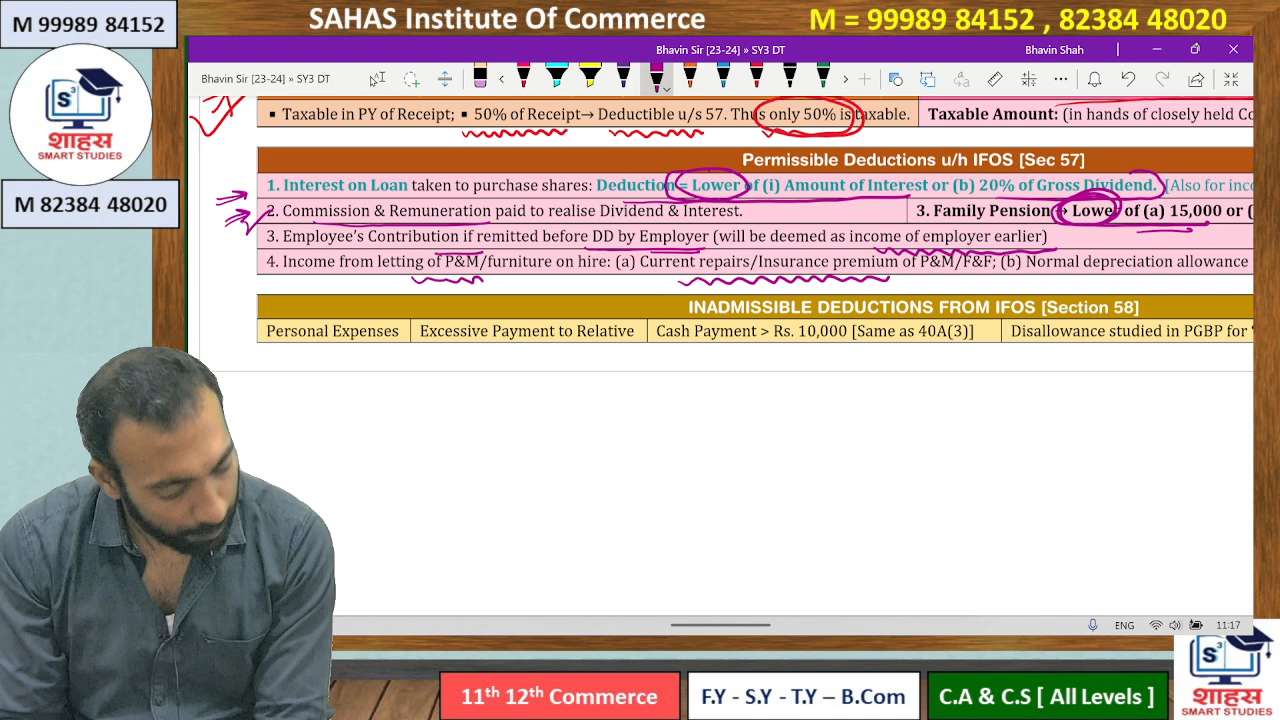 M 99989 84152
SAHAS Institute Of Commerce
M = 99989 84152 , 82384 48020
S³
शाहस
SMART STUDIES
M 82384 48020
Bhavin Sir [23-24] » SY3 DT
Bhavin Shah
Bhavin Sir [23-24] » SY3 DT
▪ Taxable in PY of Receipt; ▪ 50% of Receipt→ Deductible u/s 57. Thus only 50% is taxable.
Taxable Amount: (in hands of closely held Co
Permissible Deductions u/h IFOS [Sec 57]
1. Interest on Loan taken to purchase shares: Deduction = Lower of (i) Amount of Interest or (b) 20% of Gross Dividend. [Also for inco
2. Commission & Remuneration paid to realise Dividend & Interest.
3. Family Pension → Lower of (a) 15,000 or (
3. Employee's Contribution if remitted before DD by Employer (will be deemed as income of employer earlier)
4. Income from letting of P&M/furniture on hire: (a) Current repairs/Insurance premium of P&M/F&F; (b) Normal depreciation allowance
INADMISSIBLE DEDUCTIONS FROM IFOS [Section 58]
Personal Expenses
Excessive Payment to Relative
Cash Payment > Rs. 10,000 [Same as 40A(3)]
Disallowance studied in PGBP for
ENG
11:17
11th 12th Commerce
F.Y - S.Y - T.Y – B.Com
C.A & C.S [ All Levels ]
S³
शाहस
SMART STUDIES